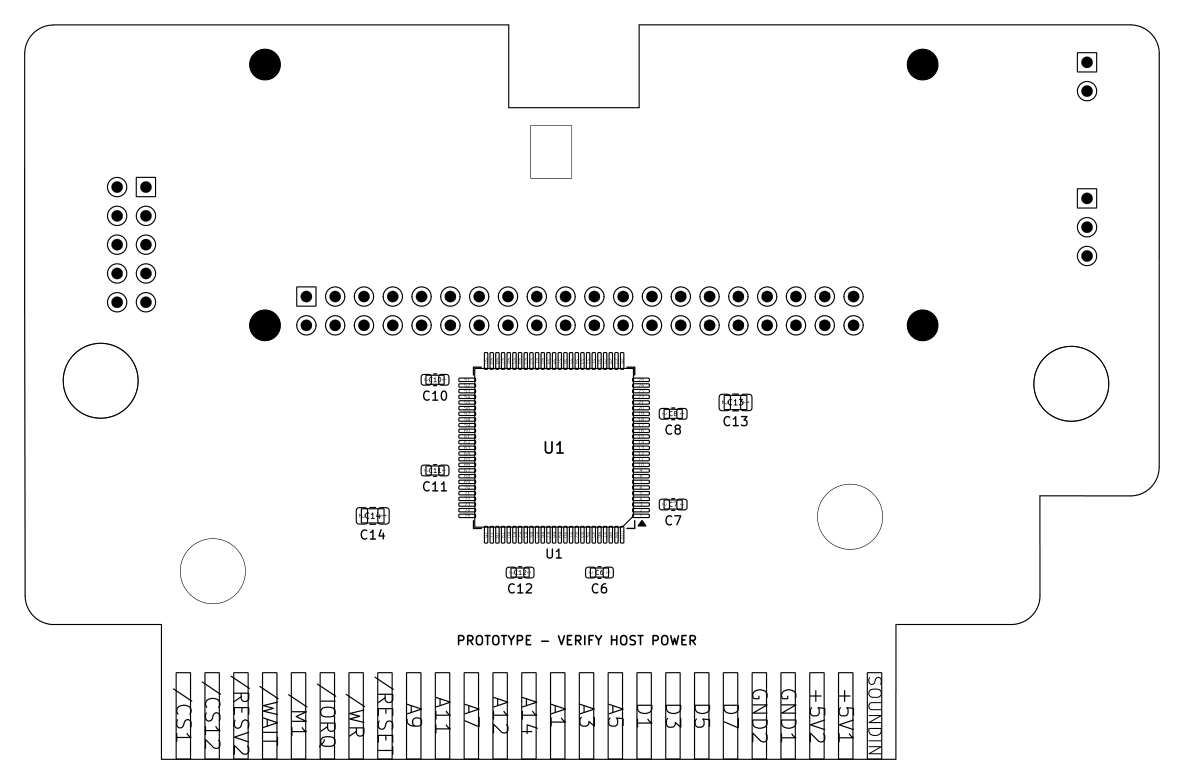 C10
C8
C13
U1
C11
C14
C7
U1
C12
C6
PROTOTYPE – VERIFY HOST POWER
/CS1
/CS12
/RESV2
/WAIT
/M1
/IORQ
/WR
/RESET
A9
A11
A7
A12
A14
A1
A3
A5
D1
D3
D5
D7
GND2
GND1
+5V2
+5V1
SOUNDIN